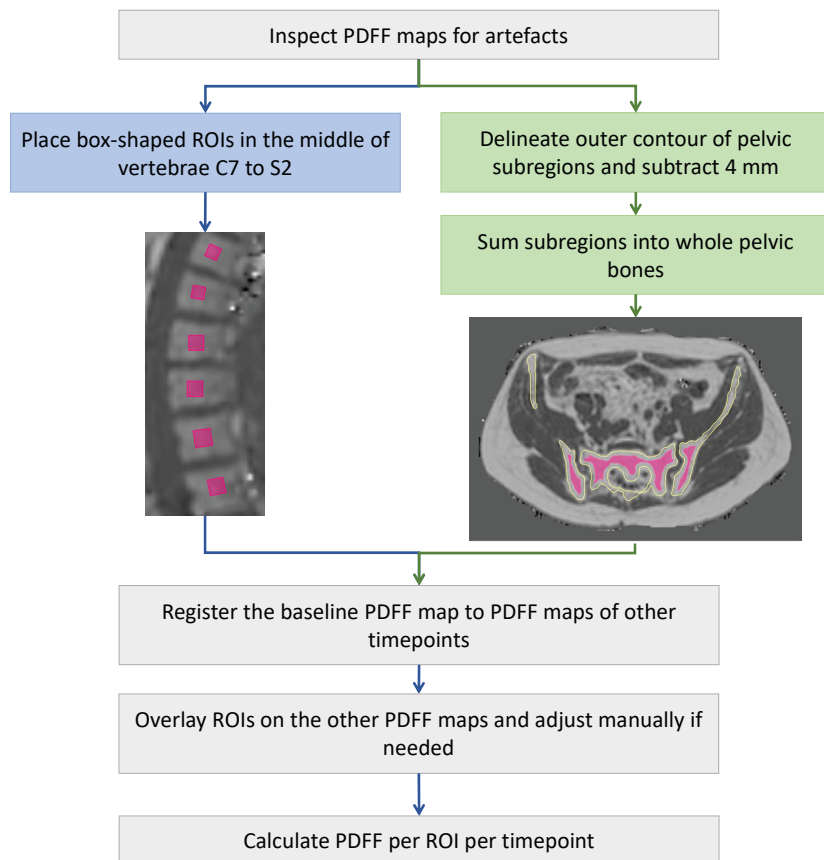 Inspect PDFF maps for artefacts
Place box-shaped ROIs in the middle of
vertebrae C7 to S2
Delineate outer contour of pelvic
subregions and subtract 4 mm
Sum subregions into whole pelvic
bones
Register the baseline PDFF map to PDFF maps of other
timepoints
Overlay ROIs on the other PDFF maps and adjust manually if
needed
Calculate PDFF per ROI per timepoint